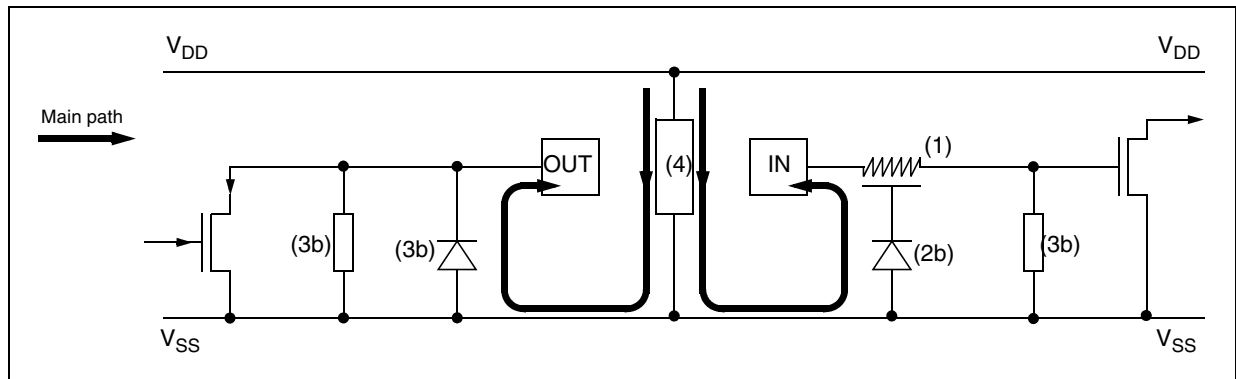 VDD VDD
Main path
OUT (4) IN (1)
(3b) (3b) (2b) (3b)
VSS VSS